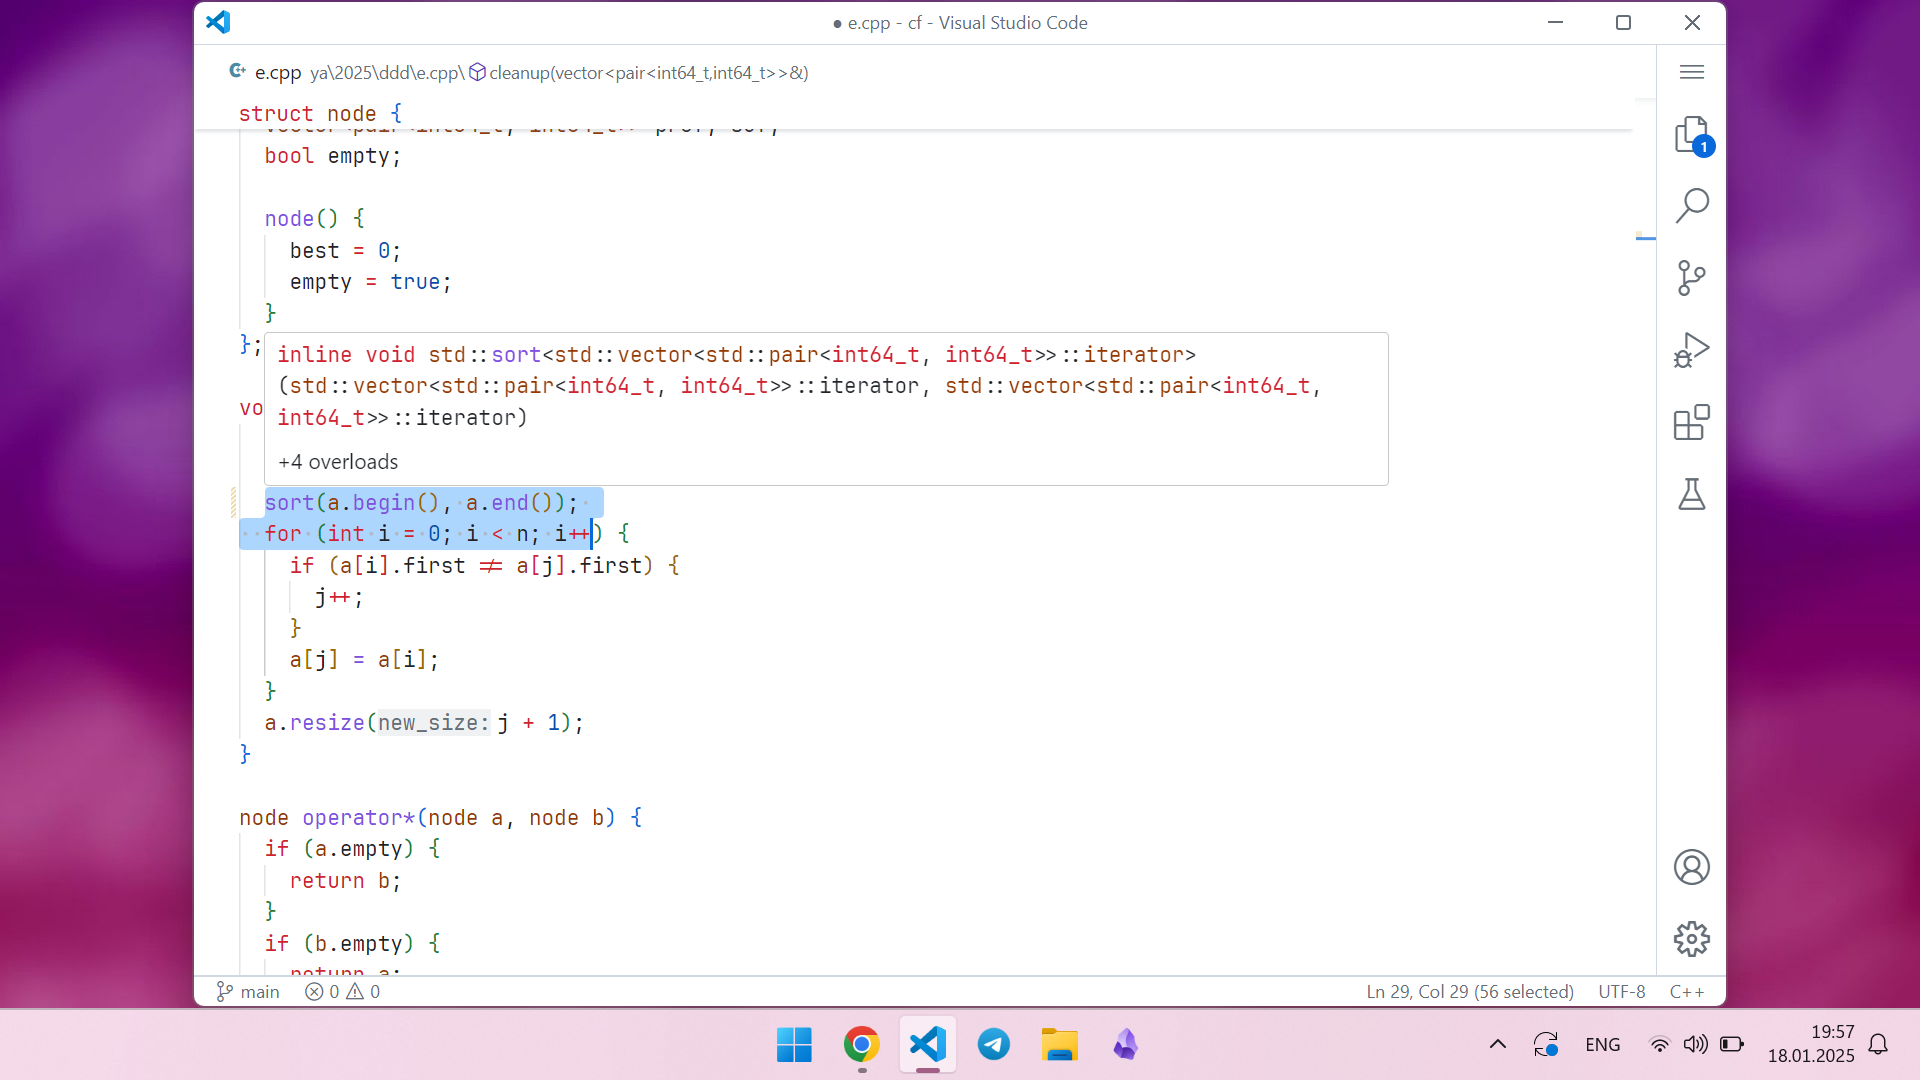 ● e.cpp - cf - Visual Studio Code
e.cpp ya\2025\ddd\e.cpp\ cleanup(vector<pair<int64_t,int64_t>>&)
1
struct node {
bool empty;
node() {
best = 0;
empty = true;
}
};
inline void std::sort<std::vector<std::pair<int64_t, int64_t>>::iterator>
(std::vector<std::pair<int64_t, int64_t>>::iterator, std::vector<std::pair<int64_t,
int64_t>>::iterator)
vo
+4 overloads
sort(a.begin(), a.end());
for (int i = 0; i < n; i++) {
if (a[i].first != a[j].first) {
j++;
}
a[j] = a[i];
}
a.resize(new_size: j + 1);
}
node operator*(node a, node b) {
if (a.empty) {
return b;
}
if (b.empty) {
return a;
main 0 0 Ln 29, Col 29 (56 selected) UTF-8 C++
ENG
19:57
18.01.2025